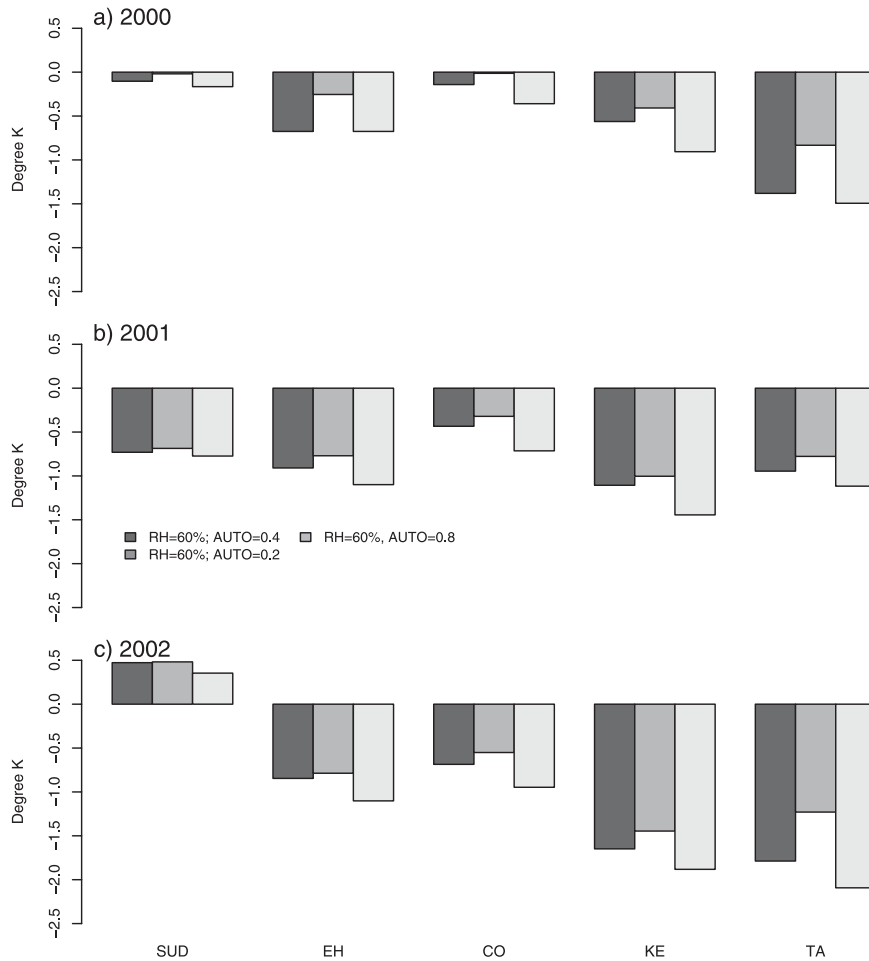 a) 2000
Degree K
0.5
0.0
−0.5
−1.0
−1.5
−2.0
−2.5
b) 2001
Degree K
0.5
0.0
−0.5
−1.0
−1.5
−2.0
−2.5
RH=60%; AUTO=0.4
RH=60%, AUTO=0.8
RH=60%; AUTO=0.2
c) 2002
Degree K
0.5
0.0
−0.5
−1.0
−1.5
−2.0
−2.5
SUD
EH
CO
KE
TA